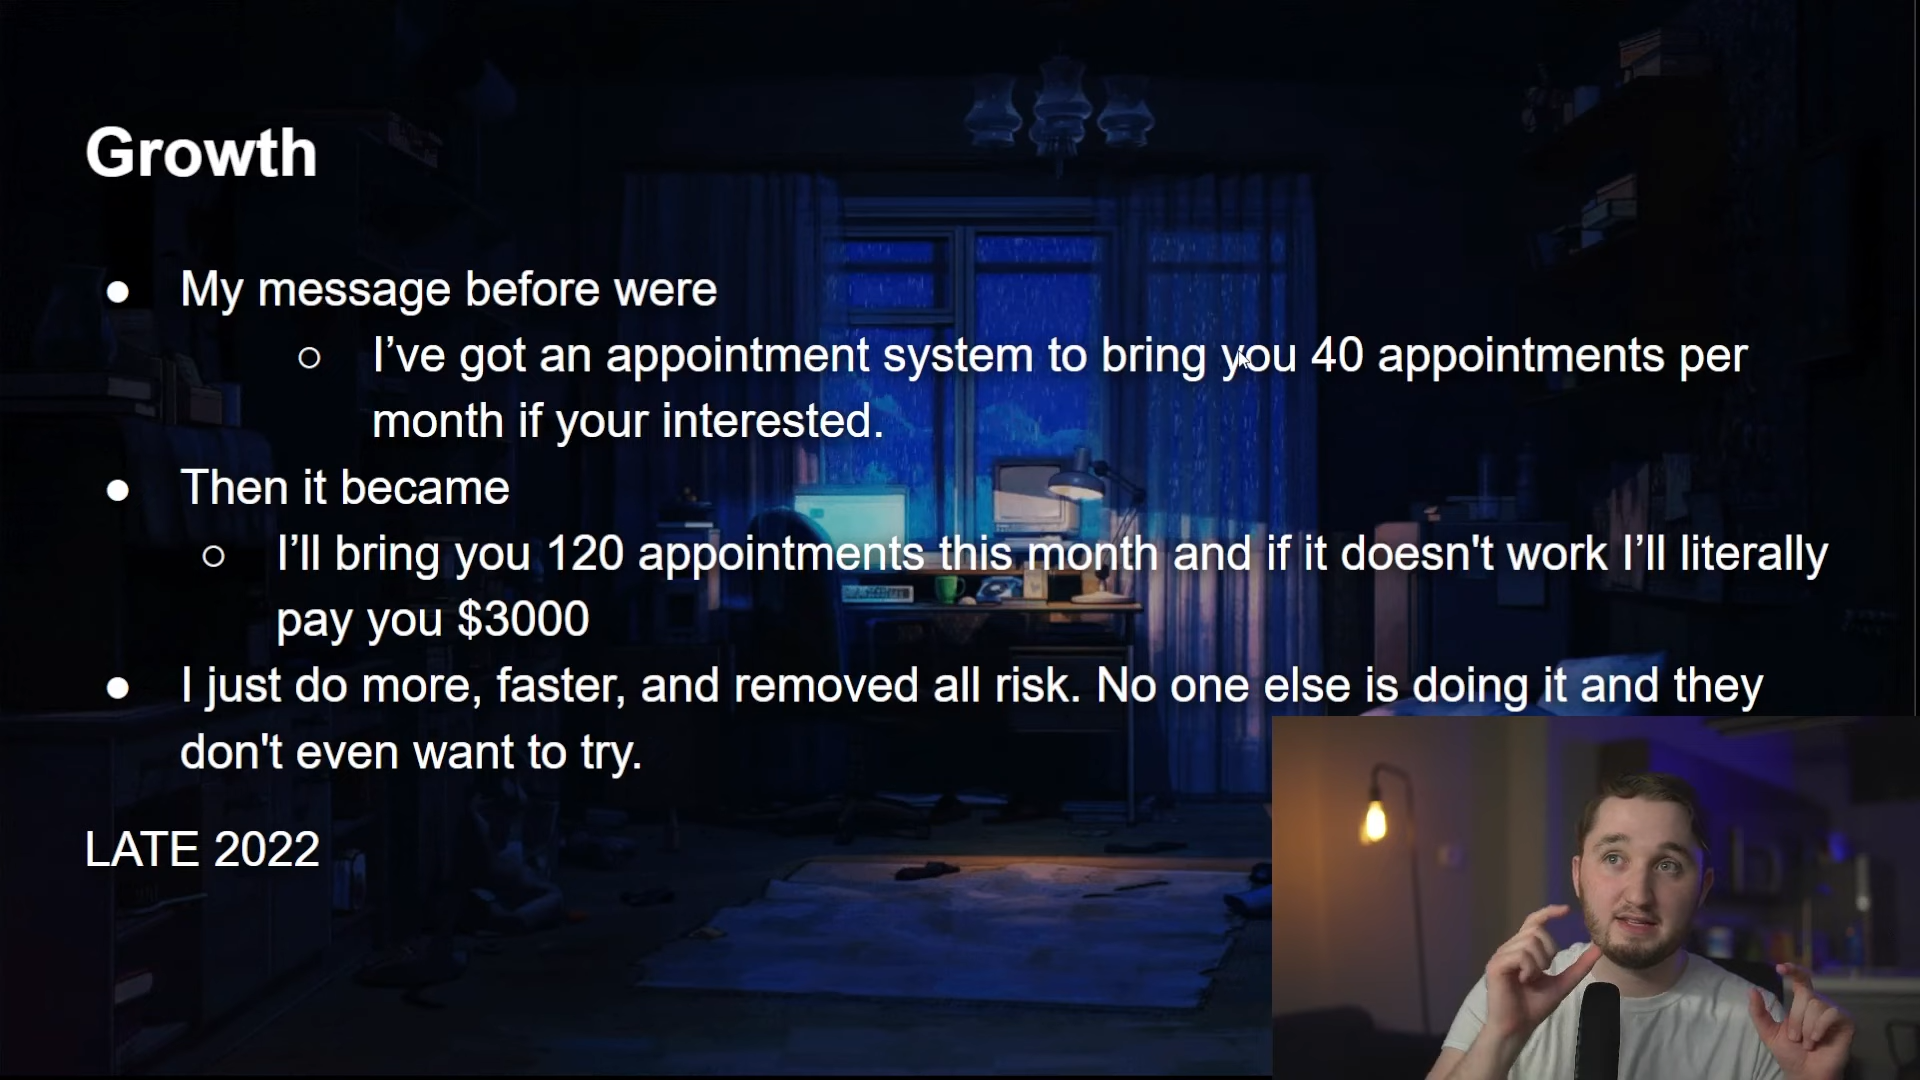 Growth
● My message before were
○ I’ve got an appointment system to bring you 40 appointments per
month if your interested.
● Then it became
○ I’ll bring you 120 appointments this month and if it doesn't work I’ll literally
pay you $3000
● I just do more, faster, and removed all risk. No one else is doing it and they
don't even want to try.
LATE 2022